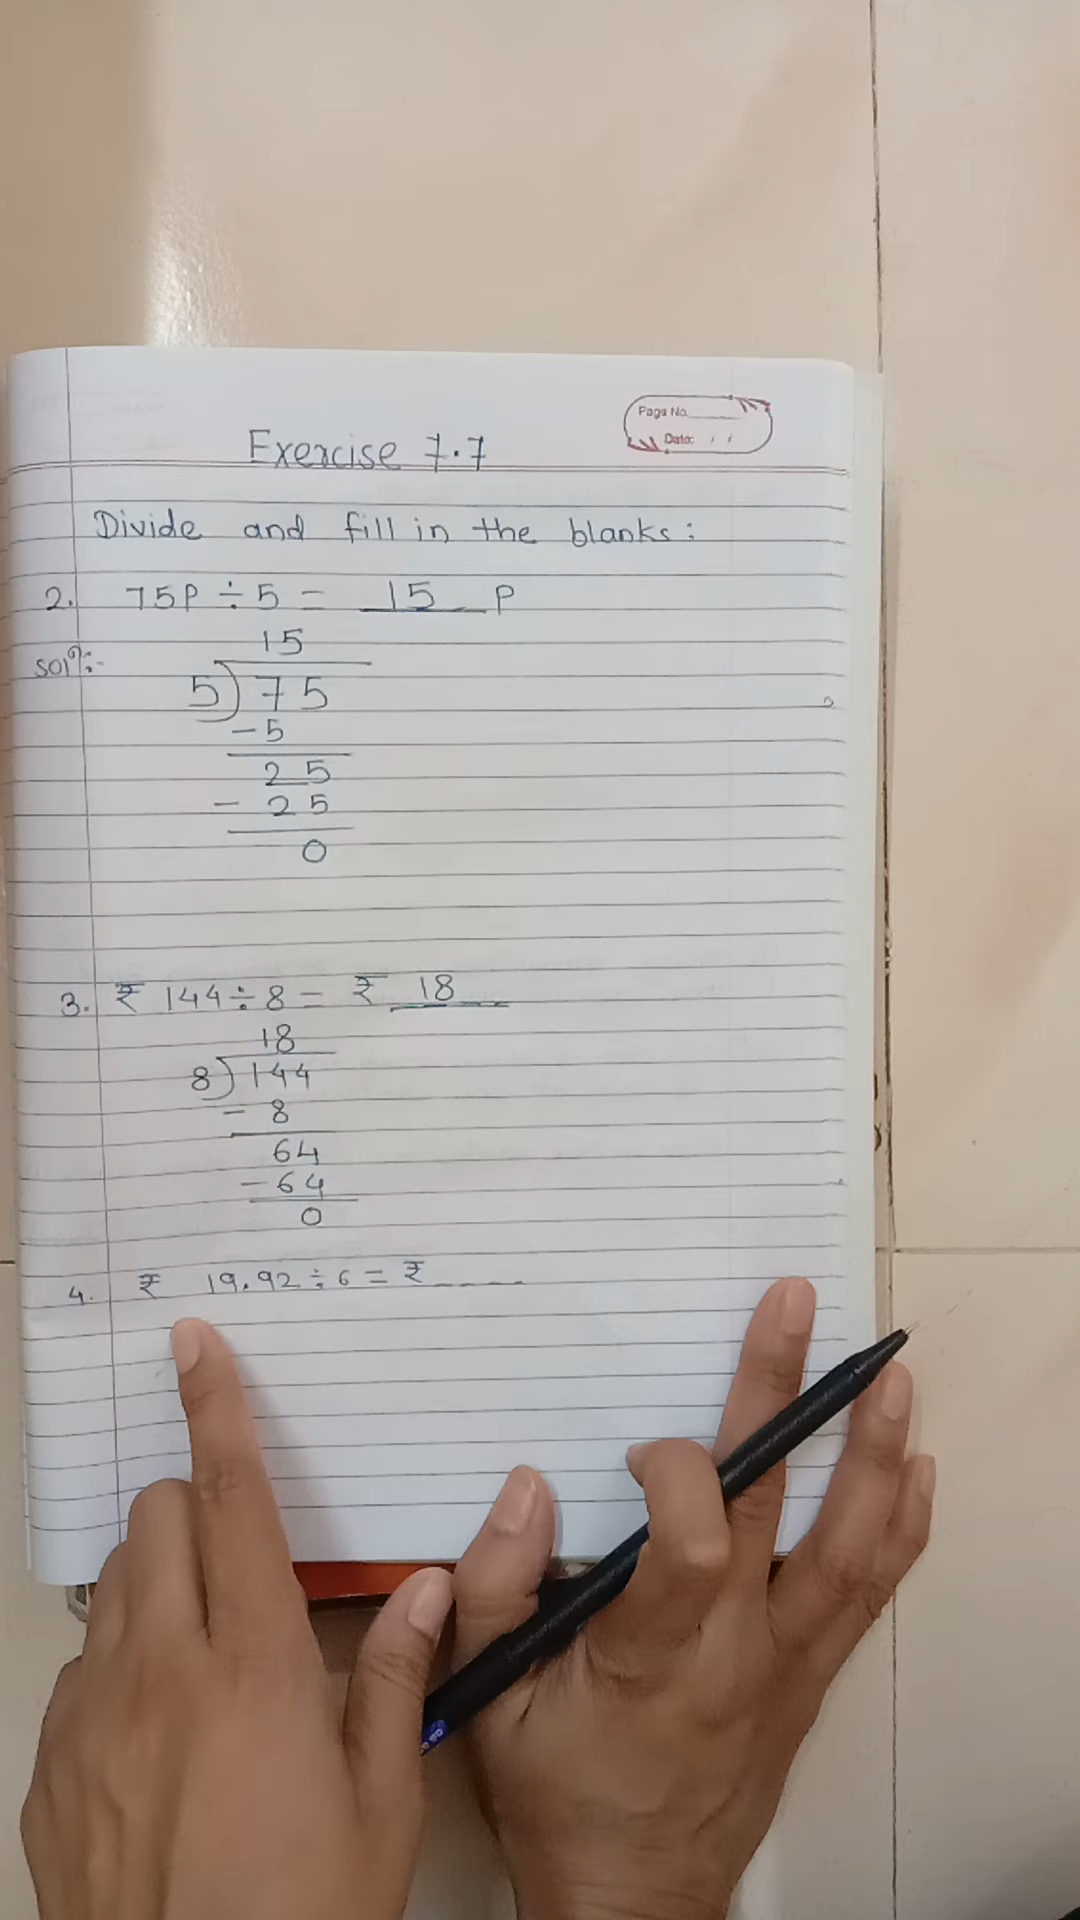 Page No.
Date: / /
Exercise 7.7
Divide and fill in the blanks:
2. 75P ÷ 5 = 15 P
15
5) 75
- 5
25
- 25
0
3. ₹ 144 ÷ 8 = ₹ 18
18
8) 144
- 8
64
- 64
0
4. ₹ 19.92 ÷ 6 = ₹ ____